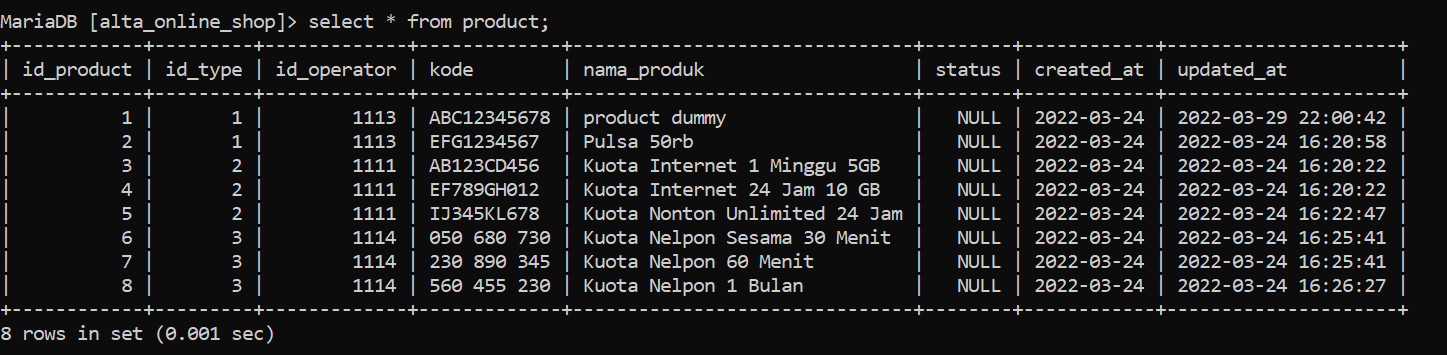 MariaDB [alta_online_shop]> select * from product;
+------------+---------+-------------+--------------+-----------------------------+--------+------------+---------------------+
| id_product | id_type | id_operator | kode         | nama_produk                 | status | created_at | updated_at          |
+------------+---------+-------------+--------------+-----------------------------+--------+------------+---------------------+
|          1 |       1 |        1113 | ABC12345678 | product dummy               |   NULL | 2022-03-24 | 2022-03-29 22:00:42 |
|          2 |       1 |        1113 | EFG1234567  | Pulsa 50rb                  |   NULL | 2022-03-24 | 2022-03-24 16:20:58 |
|          3 |       2 |        1111 | AB123CD456  | Kuota Internet 1 Minggu 5GB |   NULL | 2022-03-24 | 2022-03-24 16:20:22 |
|          4 |       2 |        1111 | EF789GH012  | Kuota Internet 24 Jam 10 GB |   NULL | 2022-03-24 | 2022-03-24 16:20:22 |
|          5 |       2 |        1111 | IJ345KL678  | Kuota Nonton Unlimited 24 Jam |   NULL | 2022-03-24 | 2022-03-24 16:22:47 |
|          6 |       3 |        1114 | 050 680 730 | Kuota Nelpon Sesama 30 Menit |   NULL | 2022-03-24 | 2022-03-24 16:25:41 |
|          7 |       3 |        1114 | 230 890 345 | Kuota Nelpon 60 Menit       |   NULL | 2022-03-24 | 2022-03-24 16:25:41 |
|          8 |       3 |        1114 | 560 455 230 | Kuota Nelpon 1 Bulan        |   NULL | 2022-03-24 | 2022-03-24 16:26:27 |
+------------+---------+-------------+--------------+-----------------------------+--------+------------+---------------------+
8 rows in set (0.001 sec)